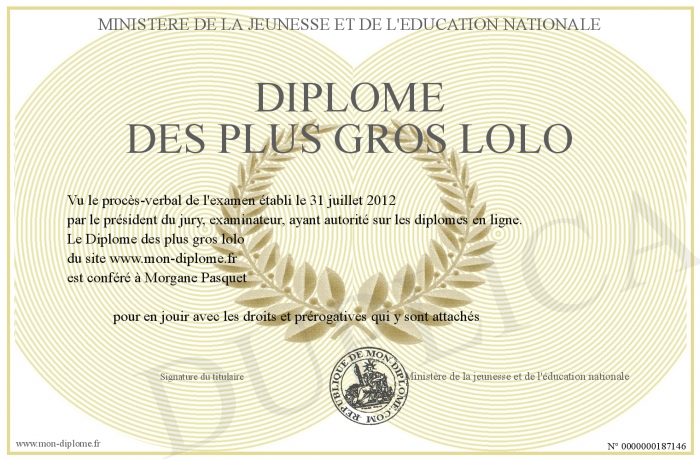 MINISTERE DE LA JEUNESSE ET DE L'EDUCATION NATIONALE
DIPLOME
DES PLUS GROS LOLO
Vu le procès-verbal de l'examen établi le 31 juillet 2012
par le président du jury, examinateur, ayant autorité sur les diplomes en ligne.
Le Diplome des plus gros lolo
du site www.mon-diplome.fr
est conféré à Morgane Pasquet
pour en jouir avec les droits et prérogatives qui y sont attachés
Signature du titulaire
REPUBLIQUE DE MON-DIPLOME.COM
Ministère de la jeunesse et de l'éducation nationale
www.mon-diplome.fr
N° 0000000187146